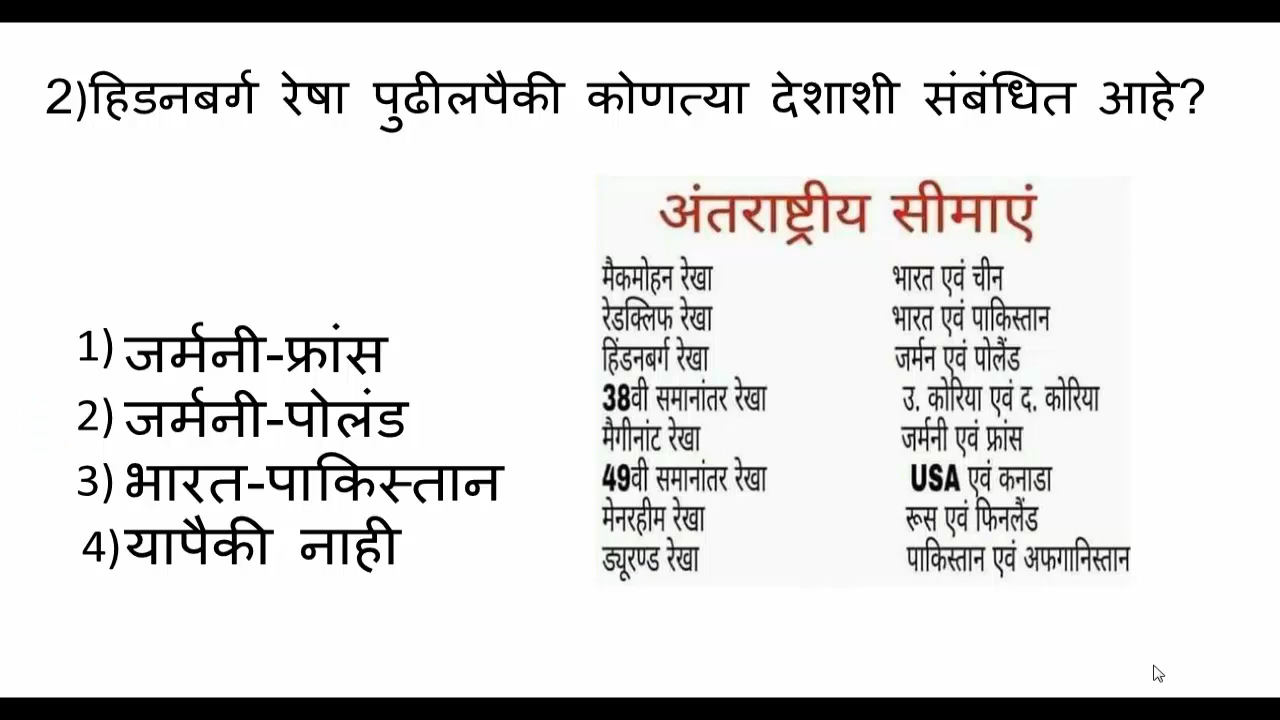 2)हिडनबर्ग रेषा पुढीलपैकी कोणत्या देशाशी संबंधित आहे?
1) जर्मनी-फ्रांस
2) जर्मनी-पोलंड
3) भारत-पाकिस्तान
4)यापैकी नाही
अंतराष्ट्रीय सीमाएं
मैकमोहन रेखा भारत एवं चीन
रेडक्लिफ रेखा भारत एवं पाकिस्तान
हिंडनबर्ग रेखा जर्मन एवं पोलैंड
38वी समानांतर रेखा उ. कोरिया एवं द. कोरिया
मैगीनांट रेखा जर्मनी एवं फ्रांस
49वी समानांतर रेखा USA एवं कनाडा
मेनरहीम रेखा रूस एवं फिनलैंड
ड्यूरण्ड रेखा पाकिस्तान एवं अफगानिस्तान